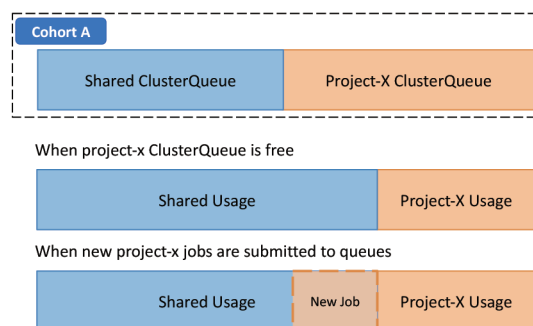 Cohort A
Shared ClusterQueue Project-X ClusterQueue
When project-x ClusterQueue is free
Shared Usage Project-X Usage
When new project-x jobs are submitted to queues
Shared Usage New Job Project-X Usage